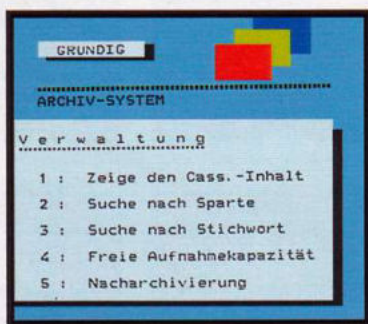 GRUNDIG
ARCHIV-SYSTEM
Verwaltung
1 : Zeige den Cass.-Inhalt
2 : Suche nach Sparte
3 : Suche nach Stichwort
4 : Freie Aufnahmekapazität
5 : Nacharchivierung